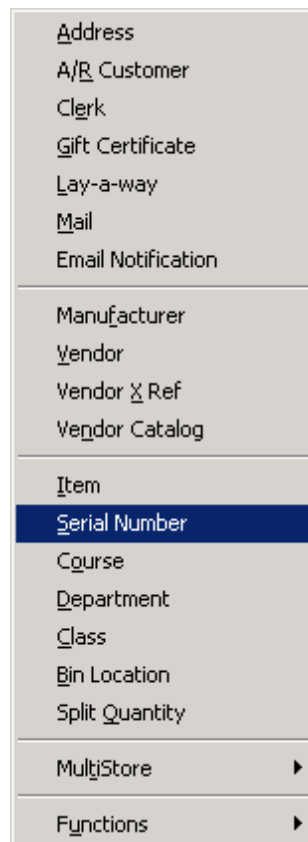 Address
A/R Customer
Clerk
Gift Certificate
Lay-a-way
Mail
Email Notification
Manufacturer
Vendor
Vendor X Ref
Vendor Catalog
Item
Serial Number
Course
Department
Class
Bin Location
Split Quantity
MultiStore
Functions